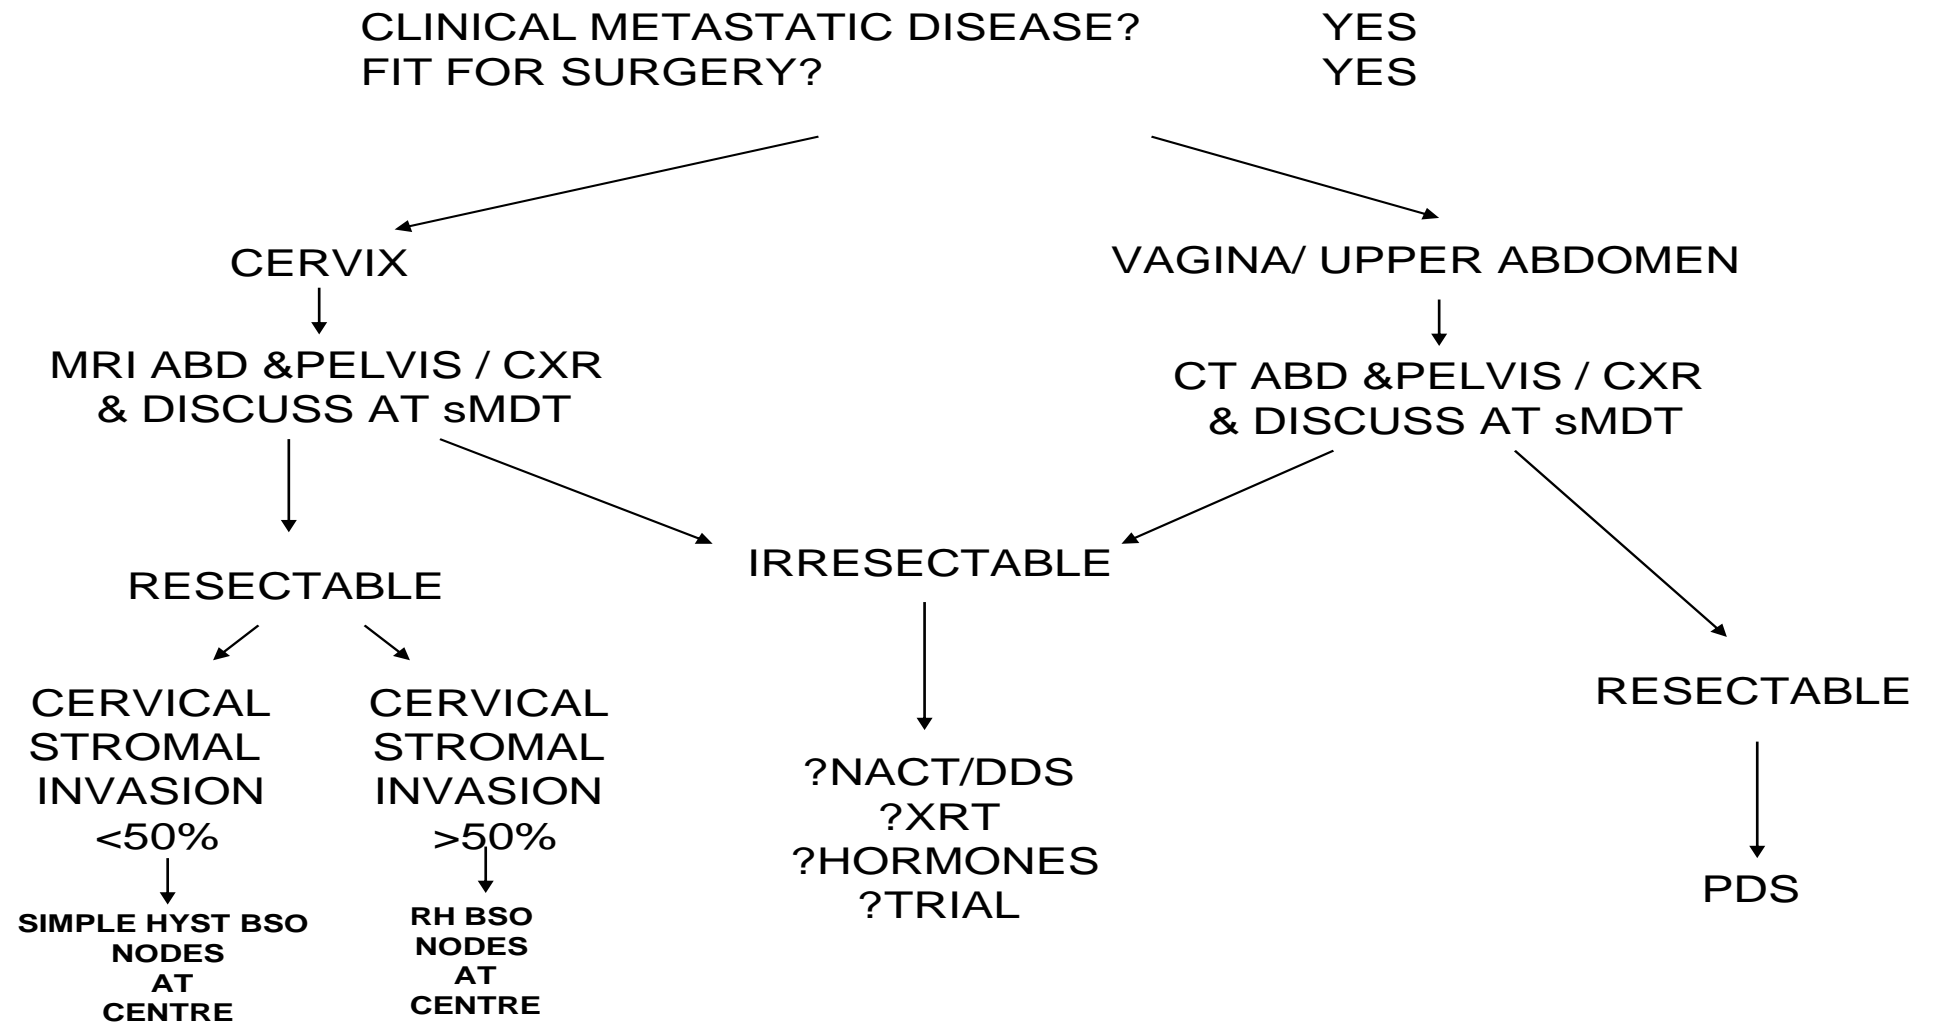 CLINICAL METASTATIC DISEASE? YES
FIT FOR SURGERY? YES
CERVIX
VAGINA/ UPPER ABDOMEN
MRI ABD &PELVIS / CXR
& DISCUSS AT sMDT
CT ABD &PELVIS / CXR
& DISCUSS AT sMDT
RESECTABLE
IRRESECTABLE
RESECTABLE
CERVICAL
STROMAL
INVASION
<50%
CERVICAL
STROMAL
INVASION
>50%
?NACT/DDS
?XRT
?HORMONES
?TRIAL
PDS
SIMPLE HYST BSO
NODES
AT
CENTRE
RH BSO
NODES
AT
CENTRE